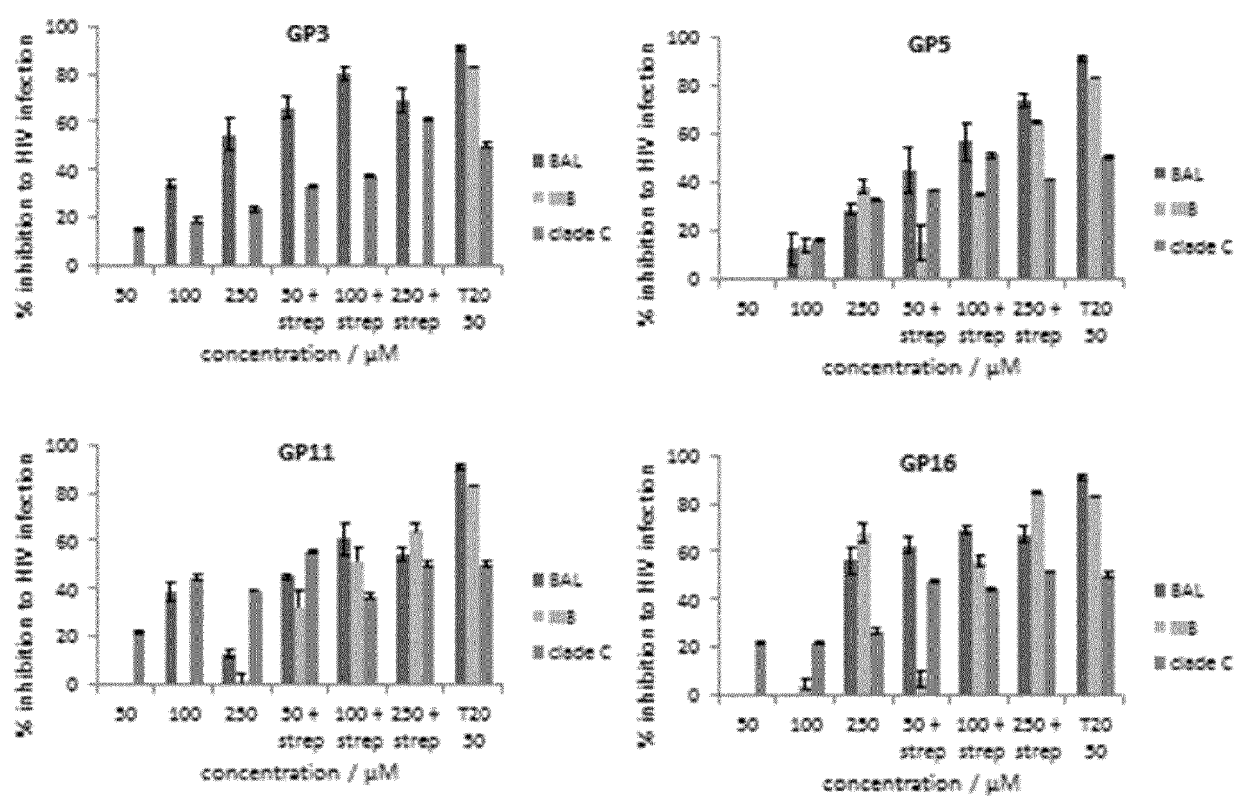 GP3
% inhibition to HIV infection
100
80
60
40
20
0
50 100 250 50 + strep 100 + strep 250 + strep T20 50
concentration / μM
BAL
IIIB
clade C
GP5
% inhibition to HIV infection
100
80
60
40
20
0
50 100 250 50 + strep 100 + strep 250 + strep T20 50
concentration / μM
BAL
IIIB
clade C
GP11
% inhibition to HIV infection
100
80
60
40
20
0
50 100 250 50 + strep 100 + strep 250 + strep T20 50
concentration / μM
BAL
IIIB
clade C
GP16
% inhibition to HIV infection
100
80
60
40
20
0
50 100 250 50 + strep 100 + strep 250 + strep T20 50
concentration / μM
BAL
IIIB
clade C